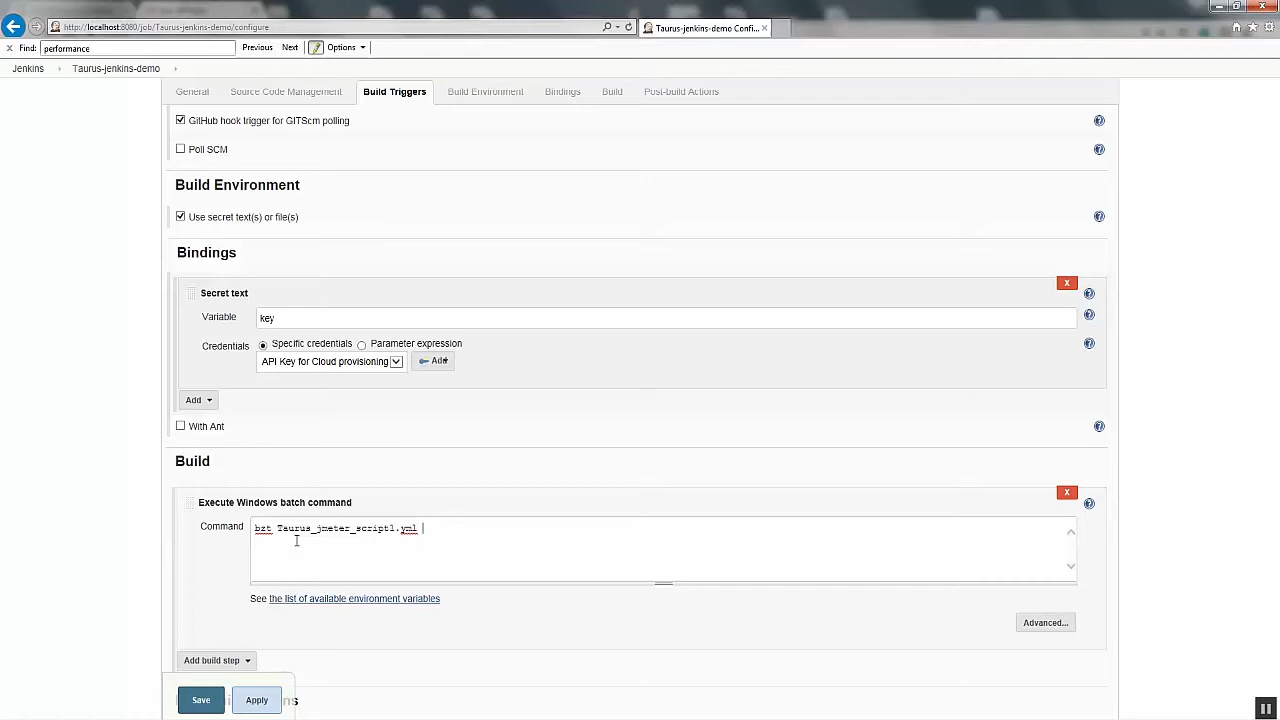 http://localhost:8080/job/Taurus-jenkins-demo/configure
Taurus-jenkins-demo Confi...
x Find: performance Previous Next Options
Jenkins Taurus-jenkins-demo
General Source Code Management Build Triggers Build Environment Bindings Build Post-build Actions
GitHub hook trigger for GITScm polling
Poll SCM
Build Environment
Use secret text(s) or file(s)
Bindings
X
Secret text
Variable key
Credentials Specific credentials Parameter expression
API Key for Cloud provisioning Add
Add
With Ant
Build
X
Execute Windows batch command
Command bzt Taurus_jmeter_script1.yml
See the list of available environment variables
Advanced...
Add build step
Save Apply